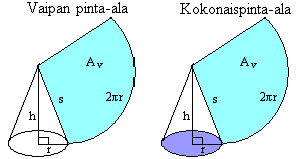 Vaipan pinta-ala
Kokonaispinta-ala
Aᵥ
2πr
s
h
r
Aᵥ
2πr
s
h
r